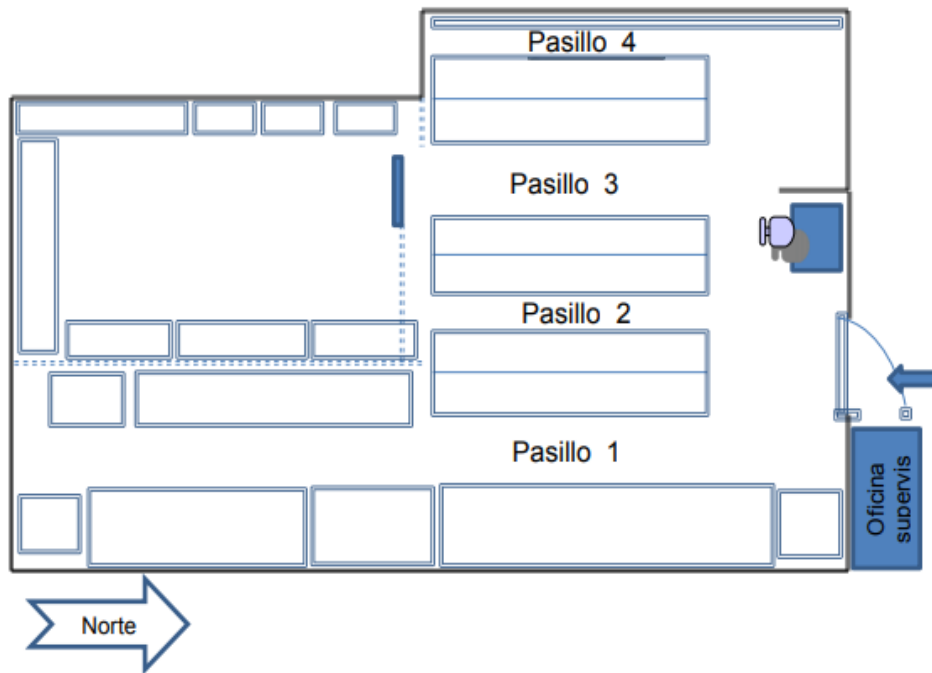 Pasillo 4
Pasillo 3
Pasillo 2
Pasillo 1
Oficina
supervis
Norte